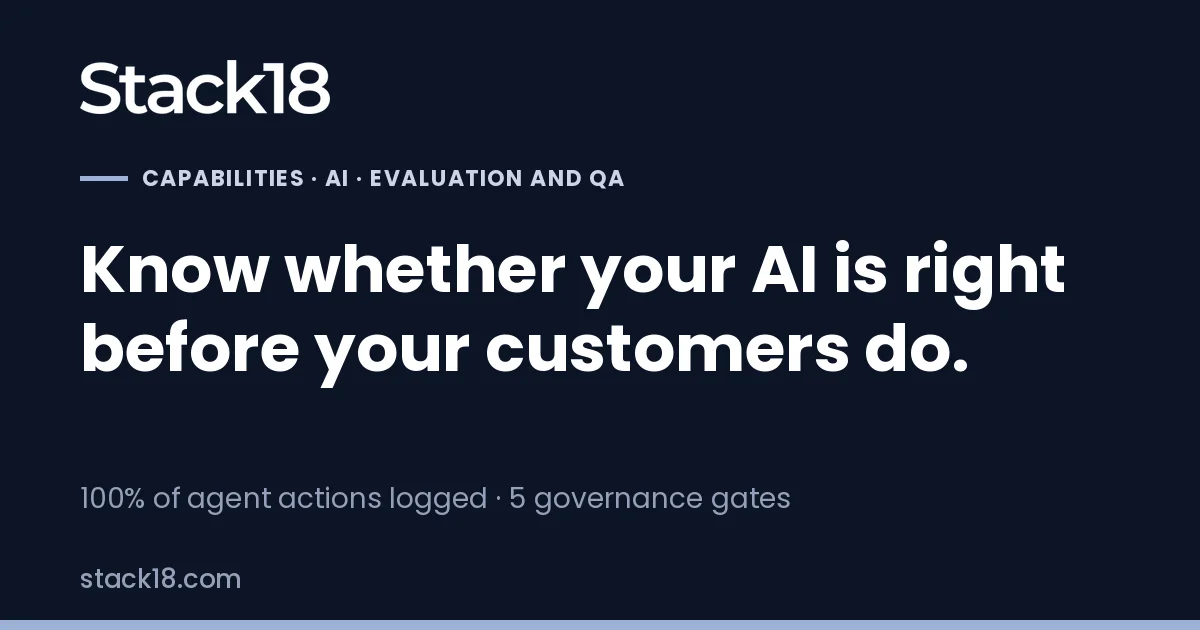 Stack18
CAPABILITIES · AI · EVALUATION AND QA
Know whether your AI is right
before your customers do.
100% of agent actions logged · 5 governance gates
stack18.com